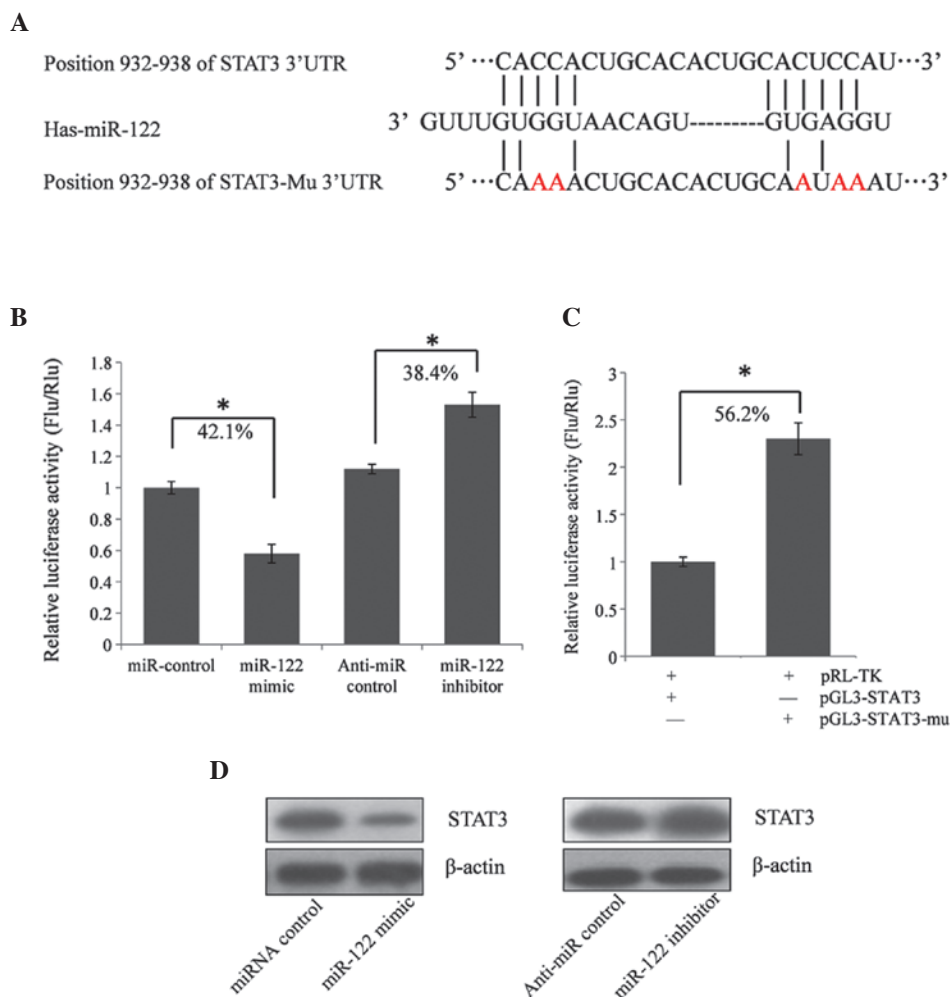 A
Position 932-938 of STAT3 3'UTR 5' ···CACCACUGCACACUGCACUCCAU···3'
Has-miR-122 3' GUUUGUGGUAACAGU---------GUGAGGU
Position 932-938 of STAT3-Mu 3'UTR 5'···CAAAACUGCACACUGCAAUAAAU···3'
B
Relative luciferase activity (Flu/Rlu)
1.8
1.6
1.4
1.2
1
0.8
0.6
0.4
0.2
0
*
42.1%
*
38.4%
miR-control
miR-122 mimic
Anti-miR control
miR-122 inhibitor
C
Relative luciferase activity (Flu/Rlu)
3
2.5
2
1.5
1
0.5
0
*
56.2%
+ + pRL-TK
+ — pGL3-STAT3
— + pGL3-STAT3-mu
D
STAT3
β-actin
miRNA control
miR-122 mimic
STAT3
β-actin
Anti-miR control
miR-122 inhibitor